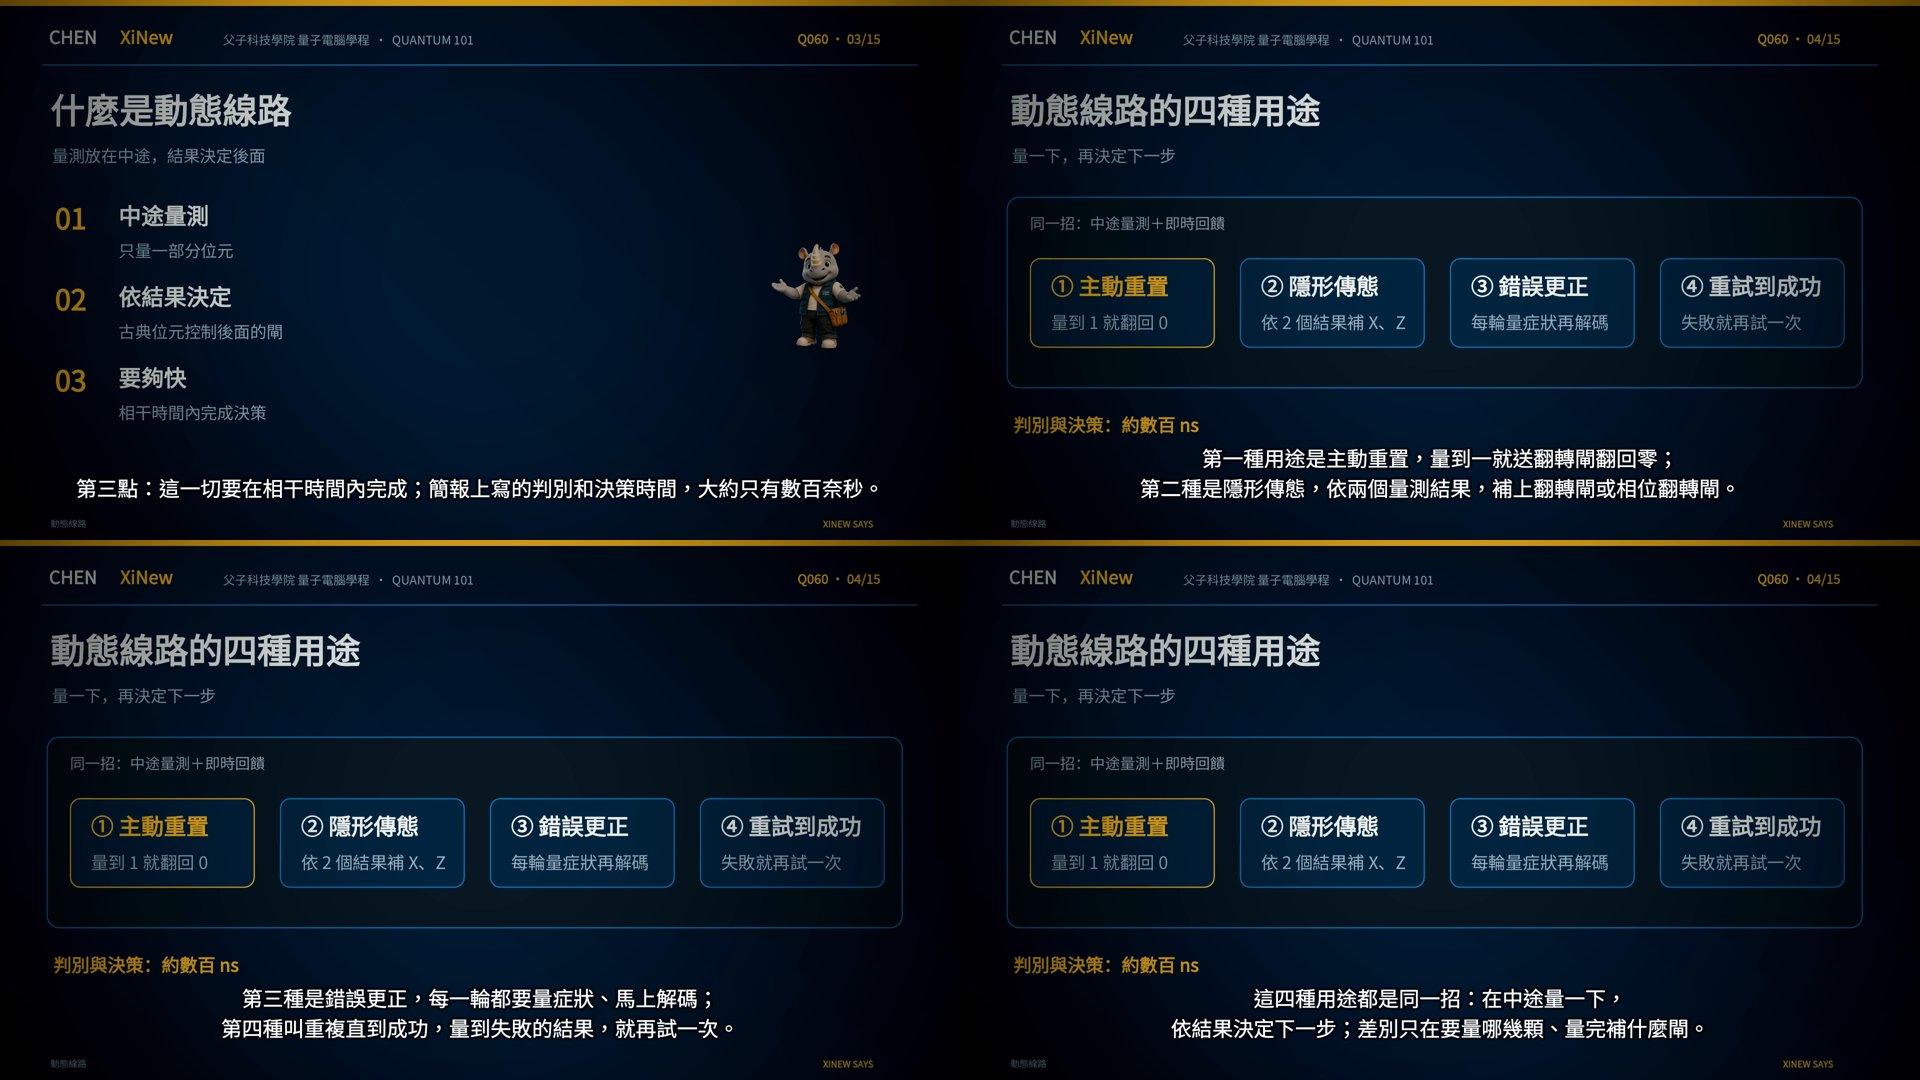 CHEN XiNew 父子科技學院 量子電腦學程 · QUANTUM 101 Q060 · 03/15
什麼是動態線路
量測放在中途，結果決定後面
01 中途量測
只量一部分位元
02 依結果決定
古典位元控制後面的閘
03 要夠快
相干時間內完成決策
第三點：這一切要在相干時間內完成；簡報上寫的判別和決策時間，大約只有數百奈秒。
動態線路 XINEW SAYS
CHEN XiNew 父子科技學院 量子電腦學程 · QUANTUM 101 Q060 · 04/15
動態線路的四種用途
量一下，再決定下一步
同一招：中途量測＋即時回饋
① 主動重置 ② 隱形傳態 ③ 錯誤更正 ④ 重試到成功
量到 1 就翻回 0 依 2 個結果補 X、Z 每輪量症狀再解碼 失敗就再試一次
判別與決策：約數百 ns
第一種用途是主動重置，量到一就送翻轉閘翻回零；
第二種是隱形傳態，依兩個量測結果，補上翻轉閘或相位翻轉閘。
動態線路 XINEW SAYS
CHEN XiNew 父子科技學院 量子電腦學程 · QUANTUM 101 Q060 · 04/15
動態線路的四種用途
量一下，再決定下一步
同一招：中途量測＋即時回饋
① 主動重置 ② 隱形傳態 ③ 錯誤更正 ④ 重試到成功
量到 1 就翻回 0 依 2 個結果補 X、Z 每輪量症狀再解碼 失敗就再試一次
判別與決策：約數百 ns
第三種是錯誤更正，每一輪都要量症狀、馬上解碼；
第四種叫重複直到成功，量到失敗的結果，就再試一次。
動態線路 XINEW SAYS
CHEN XiNew 父子科技學院 量子電腦學程 · QUANTUM 101 Q060 · 04/15
動態線路的四種用途
量一下，再決定下一步
同一招：中途量測＋即時回饋
① 主動重置 ② 隱形傳態 ③ 錯誤更正 ④ 重試到成功
量到 1 就翻回 0 依 2 個結果補 X、Z 每輪量症狀再解碼 失敗就再試一次
判別與決策：約數百 ns
這四種用途都是同一招：在中途量一下，
依結果決定下一步；差別只在要量哪幾顆、量完補什麼閘。
動態線路 XINEW SAYS